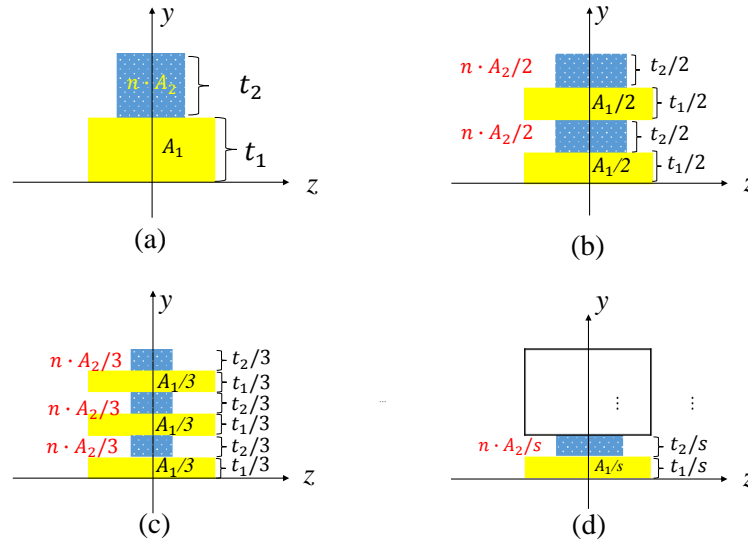 y
n · A₂
t₂
A₁
t₁
z
(a)
y
n · A₂/2
t₂/2
A₁/2
t₁/2
n · A₂/2
t₂/2
A₁/2
t₁/2
z
(b)
y
n · A₂/3
t₂/3
A₁/3
t₁/3
n · A₂/3
t₂/3
A₁/3
t₁/3
n · A₂/3
t₂/3
A₁/3
t₁/3
z
(c)
...
y
⋮ ⋮
n · A₂/s
t₂/s
A₁/s
t₁/s
z
(d)